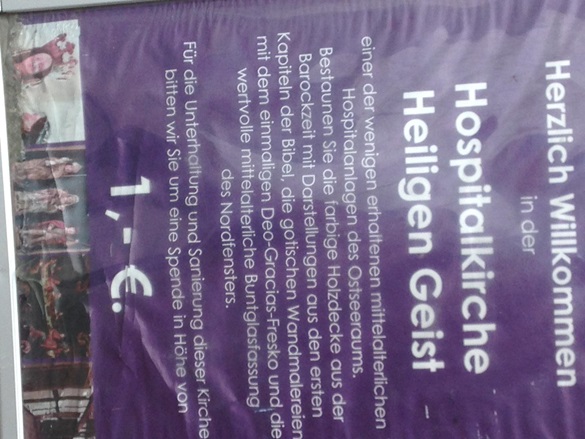 Herzlich Willkommen
in der
Hospitalkirche
Heiligen Geist –
einer der wenigen erhaltenen mittelalterlichen
Hospitalanlagen des Ostseeraums.
Bestaunen Sie die farbige Holzdecke aus der
Barockzeit mit Darstellungen aus den ersten
Kapiteln der Bibel, die gotischen Wandmalereien
mit dem einmaligen Deo-Gracias-Fresko und die
wertvolle mittelalterliche Buntglasfassung
des Nordfensters.
Für die Unterhaltung und Sanierung dieser Kirche
bitten wir Sie um eine Spende in Höhe von
1,- €.